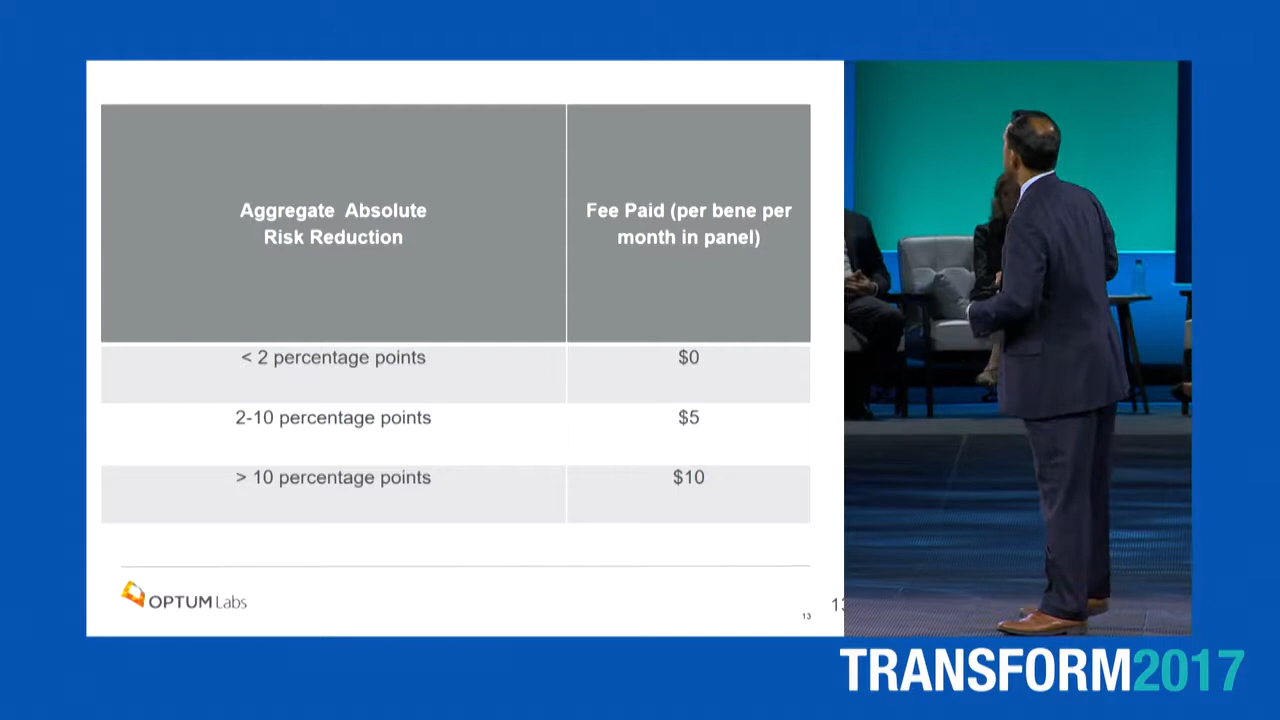 Aggregate Absolute
Risk Reduction
Fee Paid (per bene per
month in panel)
< 2 percentage points
$0
2-10 percentage points
$5
> 10 percentage points
$10
OPTUM Labs
13
13
TRANSFORM2017